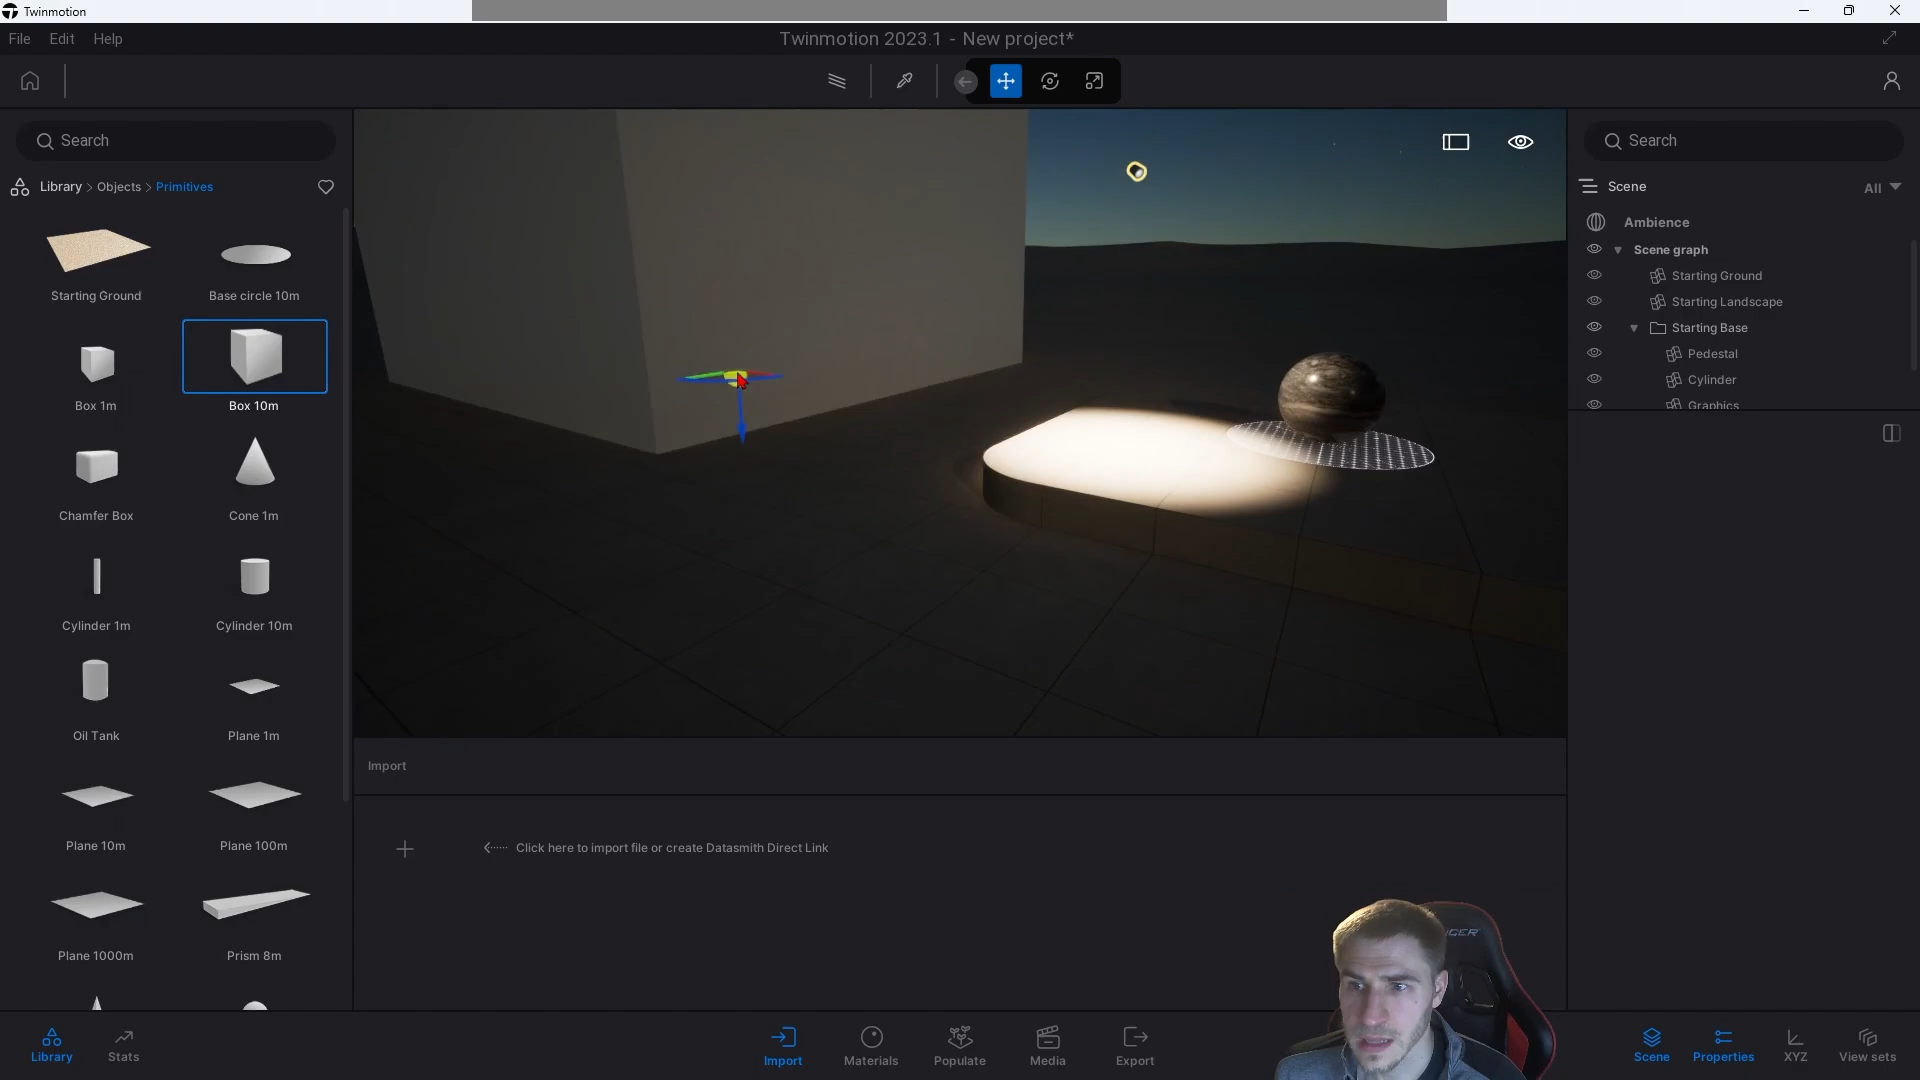 Twinmotion
File Edit Help
Twinmotion 2023.1 - New project*
Search
Library > Objects > Primitives
Starting Ground
Base circle 10m
Box 1m
Box 10m
Chamfer Box
Cone 1m
Cylinder 1m
Cylinder 10m
Oil Tank
Plane 1m
Plane 10m
Plane 100m
Plane 1000m
Prism 8m
Library
Stats
Import
Click here to import file or create Datasmith Direct Link
Import
Materials
Populate
Media
Export
Search
Scene
All
Ambience
Scene graph
Starting Ground
Starting Landscape
Starting Base
Pedestal
Cylinder
Graphics
Scene
Properties
XYZ
View sets